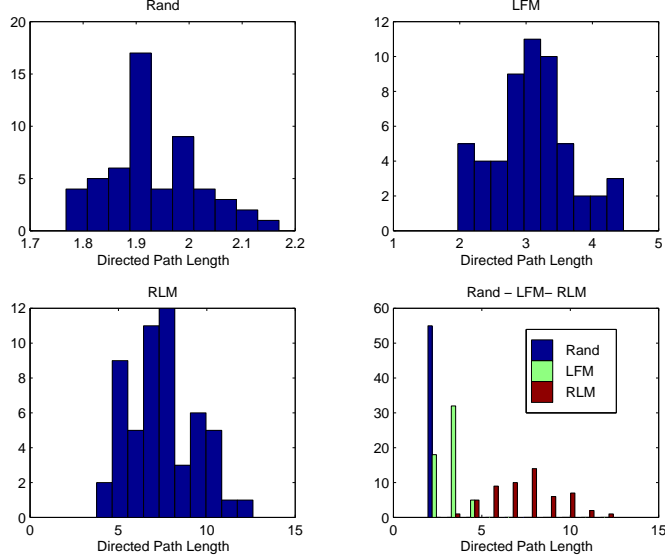 Rand
20
15
10
5
0
1.7 1.8 1.9 2 2.1 2.2
Directed Path Length
LFM
12
10
8
6
4
2
0
1 2 3 4 5
Directed Path Length
RLM
12
10
8
6
4
2
0
0 5 10 15
Directed Path Length
Rand – LFM– RLM
60
50
40
30
20
10
0
0 5 10 15
Directed Path Length
Rand
LFM
RLM